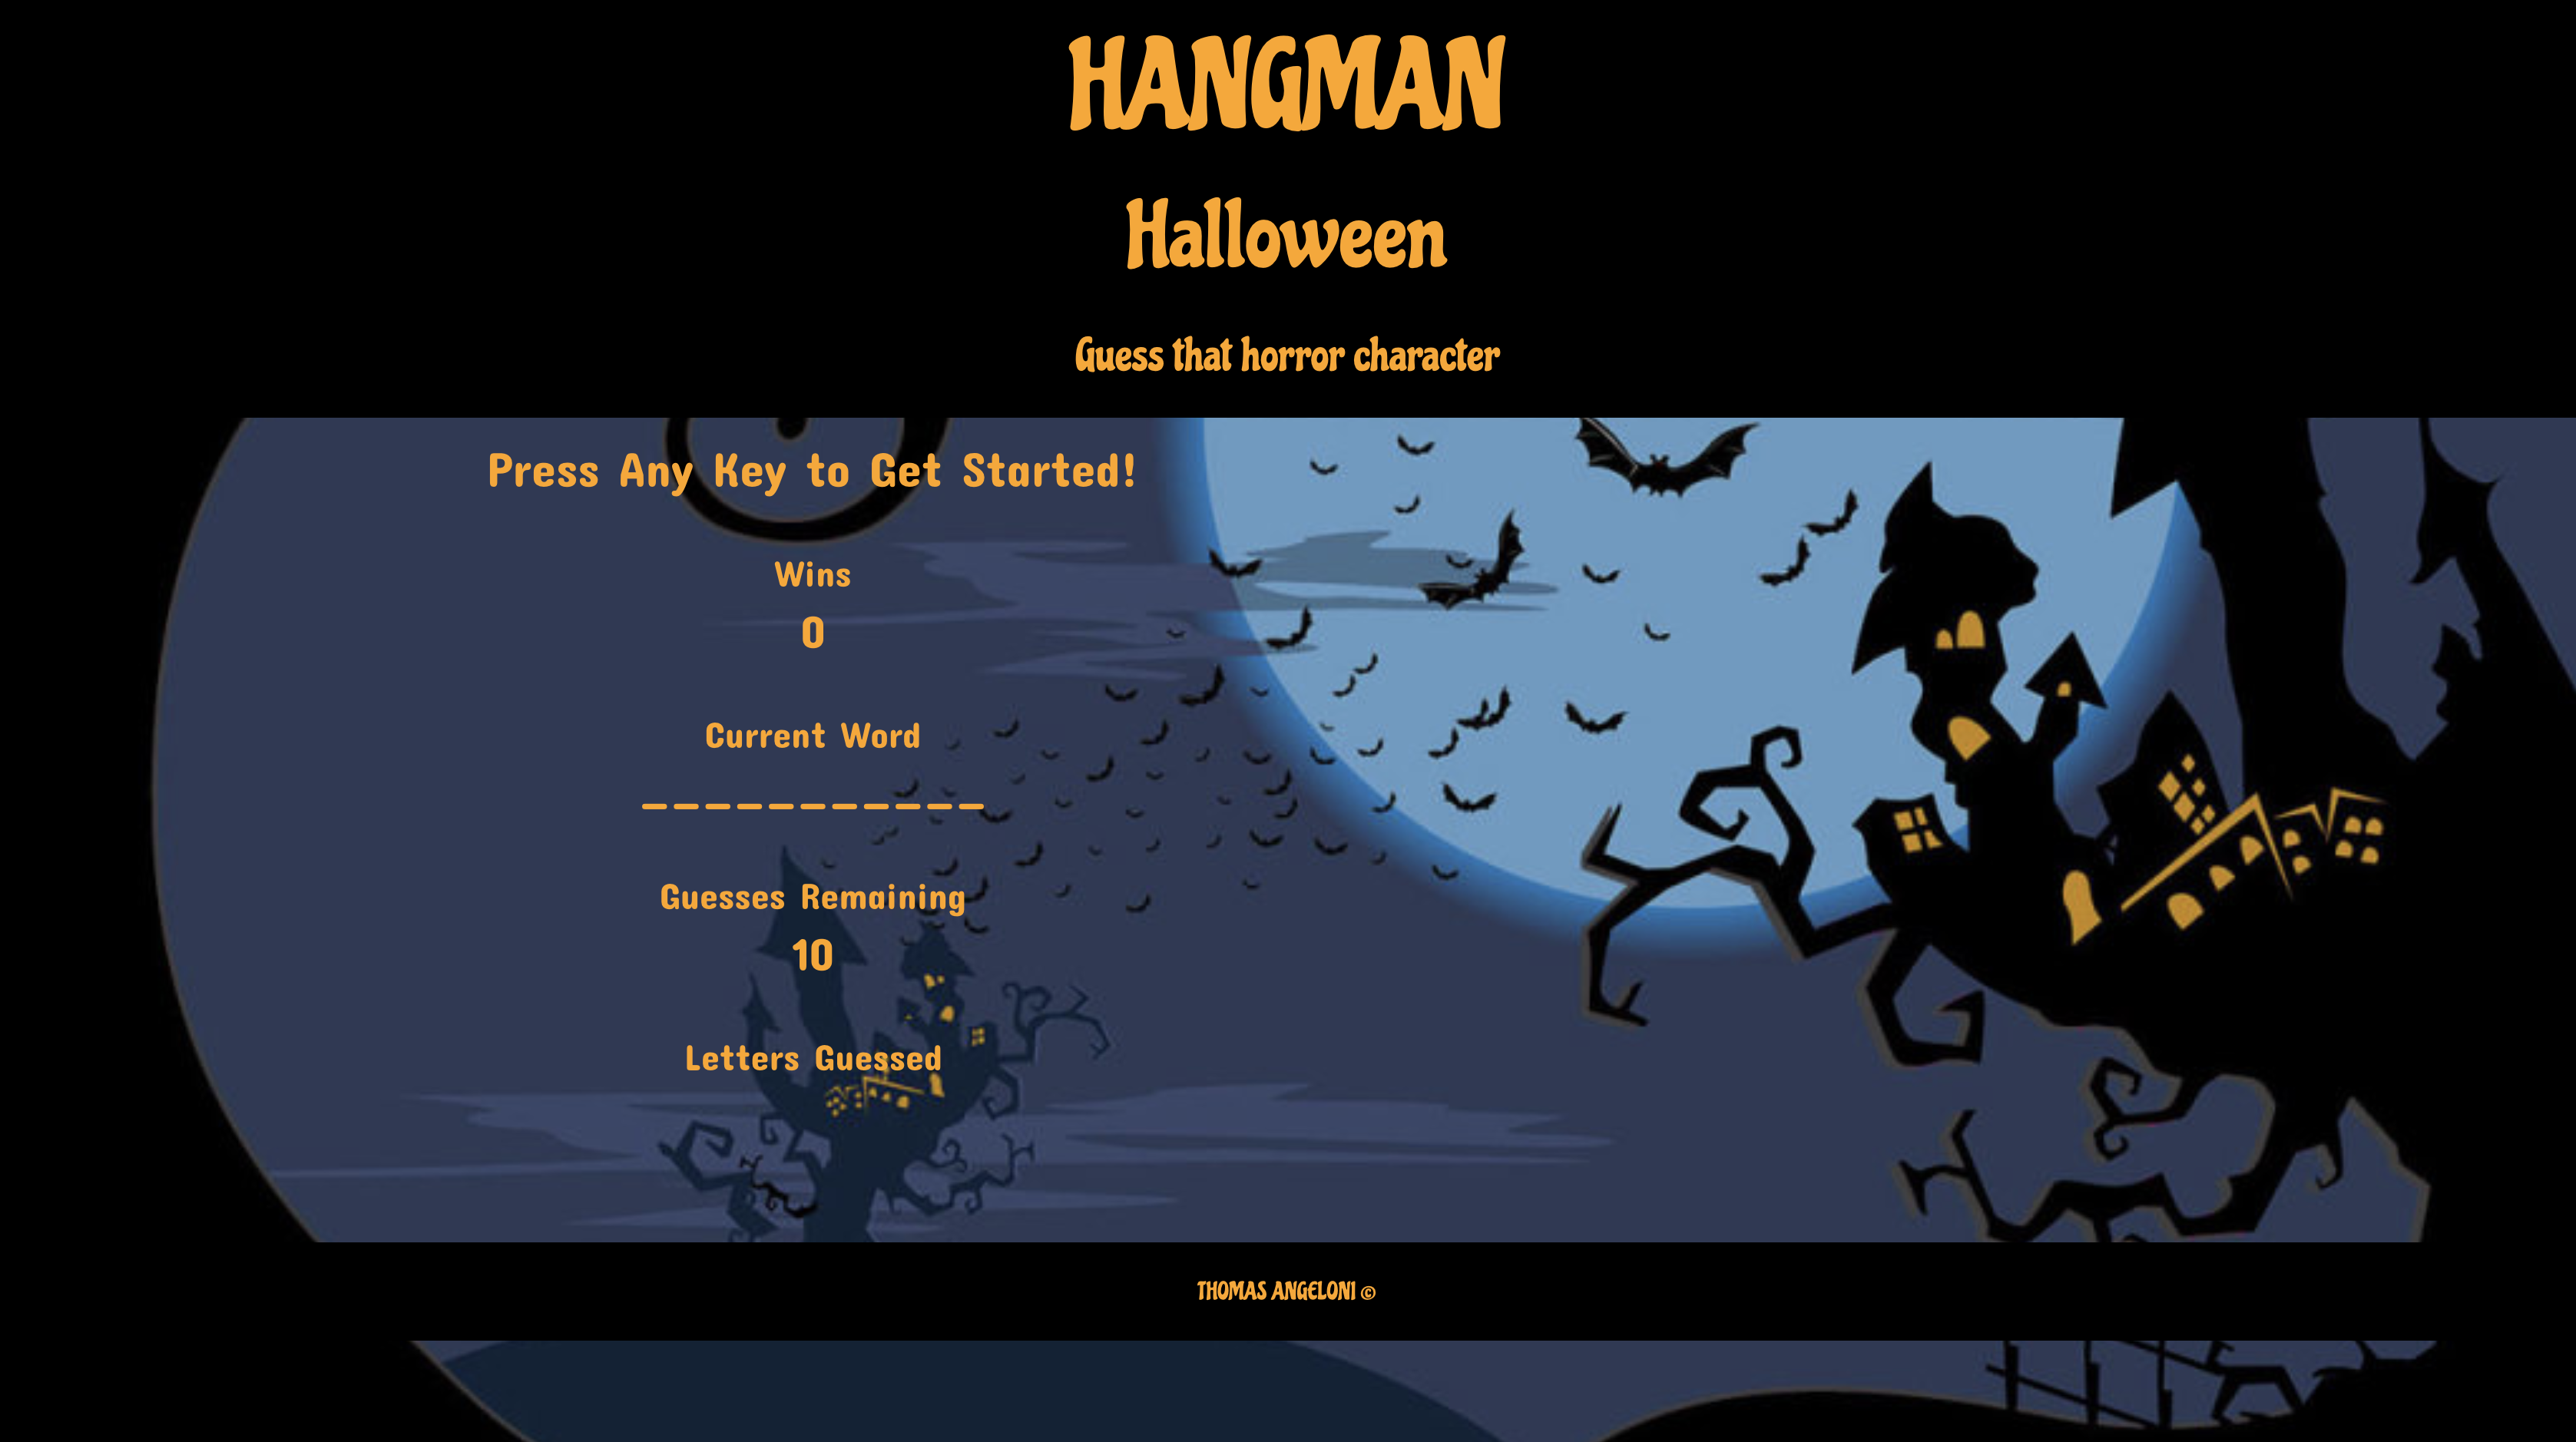 HANGMAN
Halloween
Guess that horror character
Press Any Key to Get Started!
Wins
0
Current Word
___________
Guesses Remaining
10
Letters Guessed
THOMAS ANGELONI ©